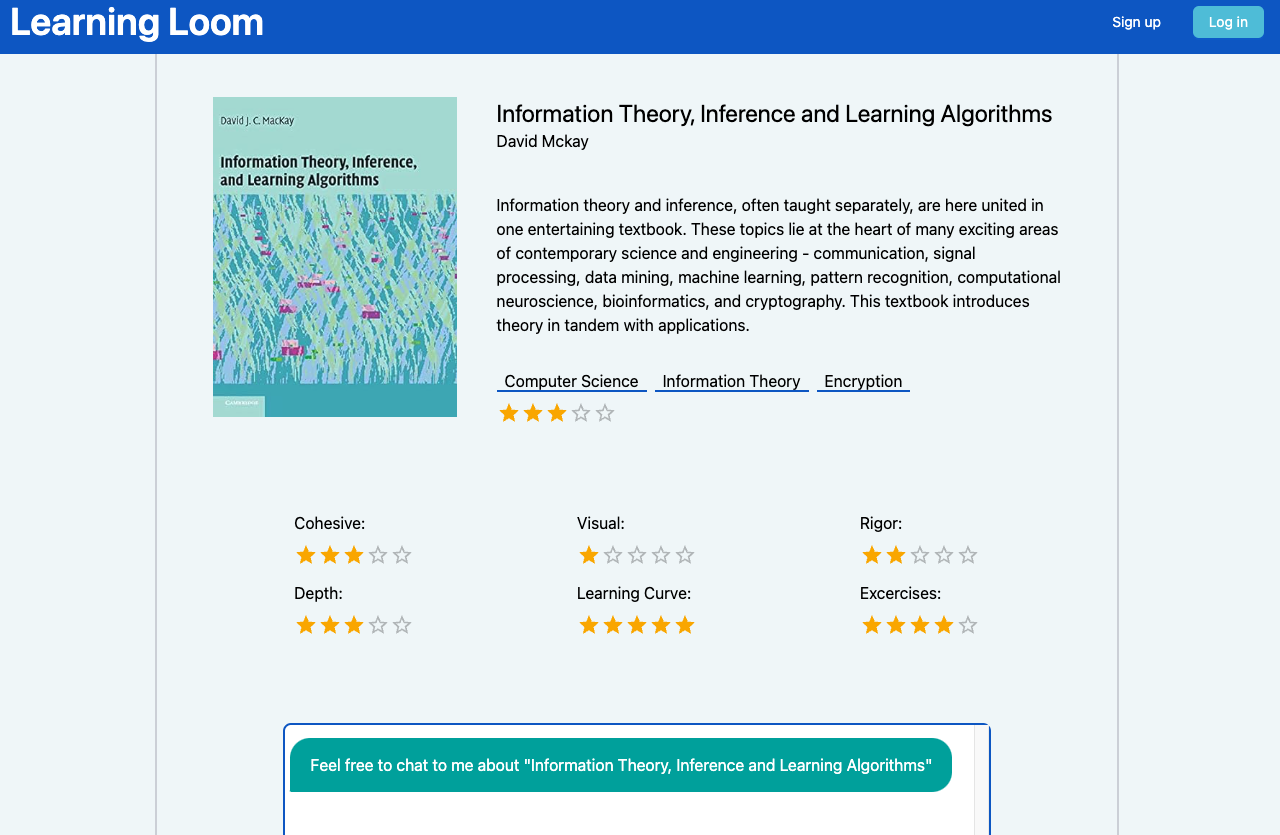 Learning Loom
Sign up
Log in
David J. C. MacKay
Information Theory, Inference,
and Learning Algorithms
CAMBRIDGE
Information Theory, Inference and Learning Algorithms
David Mckay
Information theory and inference, often taught separately, are here united in
one entertaining textbook. These topics lie at the heart of many exciting areas
of contemporary science and engineering - communication, signal
processing, data mining, machine learning, pattern recognition, computational
neuroscience, bioinformatics, and cryptography. This textbook introduces
theory in tandem with applications.
Computer Science Information Theory Encryption
Cohesive:
Visual:
Rigor:
Depth:
Learning Curve:
Excercises:
Feel free to chat to me about "Information Theory, Inference and Learning Algorithms"